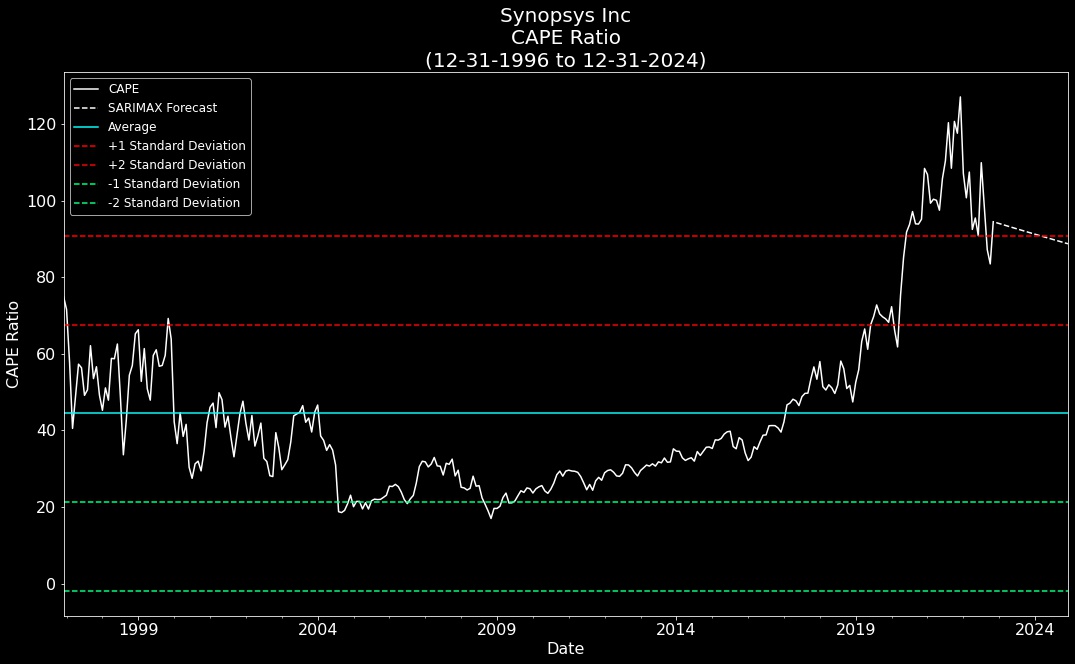 Synopsys Inc
CAPE Ratio
(12-31-1996 to 12-31-2024)
CAPE
SARIMAX Forecast
Average
+1 Standard Deviation
+2 Standard Deviation
-1 Standard Deviation
-2 Standard Deviation
120
100
80
60
40
20
0
CAPE Ratio
1999
2004
2009
2014
2019
2024
Date